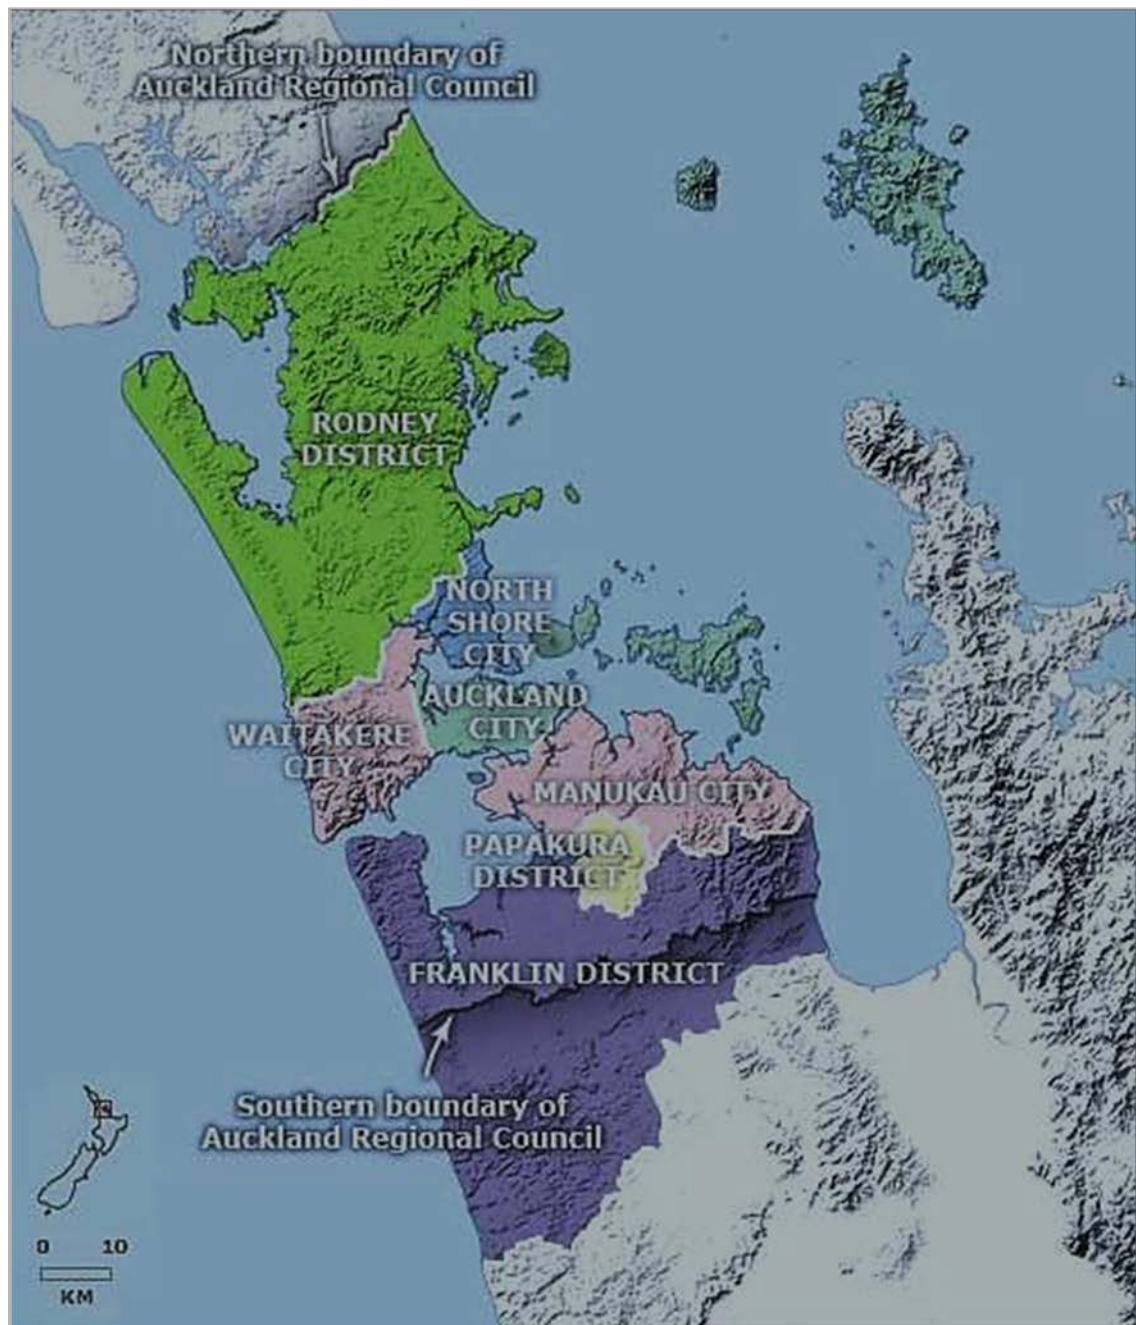 Northern boundary of
Auckland Regional Council
RODNEY
DISTRICT
NORTH
SHORE
CITY
AUCKLAND
CITY
WAITAKERE
CITY
MANUKAU CITY
PAPAKURA
DISTRICT
FRANKLIN DISTRICT
Southern boundary of
Auckland Regional Council
0 10
KM